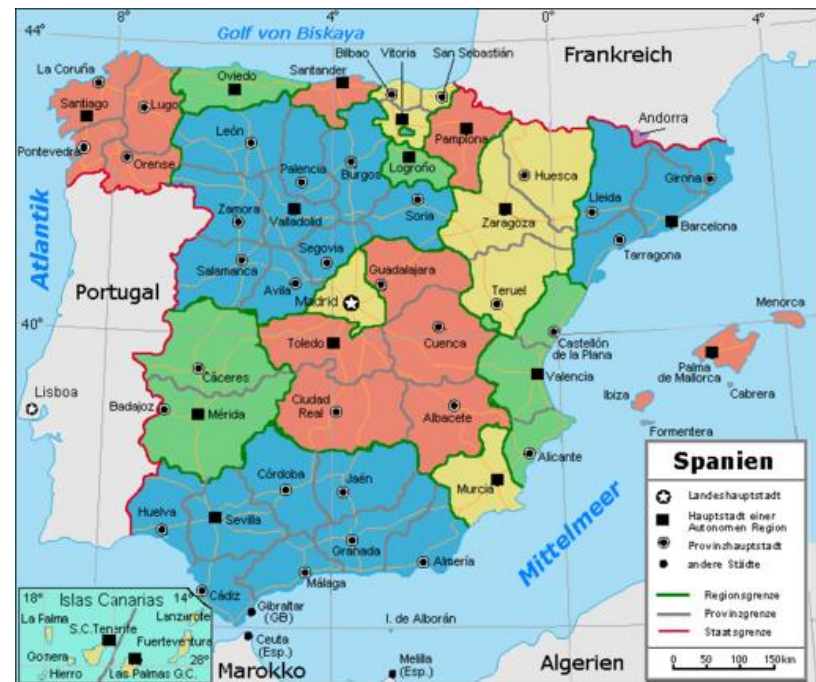 44°
8°
4°
0°
4°
Golf von Biskaya
Frankreich
La Coruña
Oviedo
Santander
Bilbao
Vitoria
San Sebastián
Santiago
Lugo
Pamplona
Andorra
Pontevedra
Orense
León
Palencia
Burgos
Logroño
Huesca
Girona
Lleida
Zamora
Valladolid
Soria
Zaragoza
Barcelona
Atlantik
Salamanca
Segovia
Guadalajara
Tarragona
Portugal
Avila
Madrid
Teruel
Menorca
40°
Toledo
Cuenca
Castellón
de la Plana
Palma
de Mallorca
Cáceres
Valencia
Lisboa
Badajoz
Mérida
Ciudad
Real
Albacete
Ibiza
Cabrera
Formentera
Alicante
Córdoba
Jaén
Murcia
Mittelmeer
Huelva
Sevilla
Granada
Almería
Málaga
Cádiz
Gibraltar
(GB)
I. de Alborán
Ceuta
(Esp.)
Marokko
Melilla
(Esp.)
Algerien
18°
Islas Canarias
14°
La Palma
Lanzarote
S.C.Tenerife
Fuerteventura
Gomera
28°
Hierro
Las Palmas G.C.
Spanien
Landeshauptstadt
Hauptstadt einer
Autonomen Region
Provinzhauptstadt
andere Städte
Regionsgrenze
Provinzgrenze
Staatsgrenze
0 50 100 150km